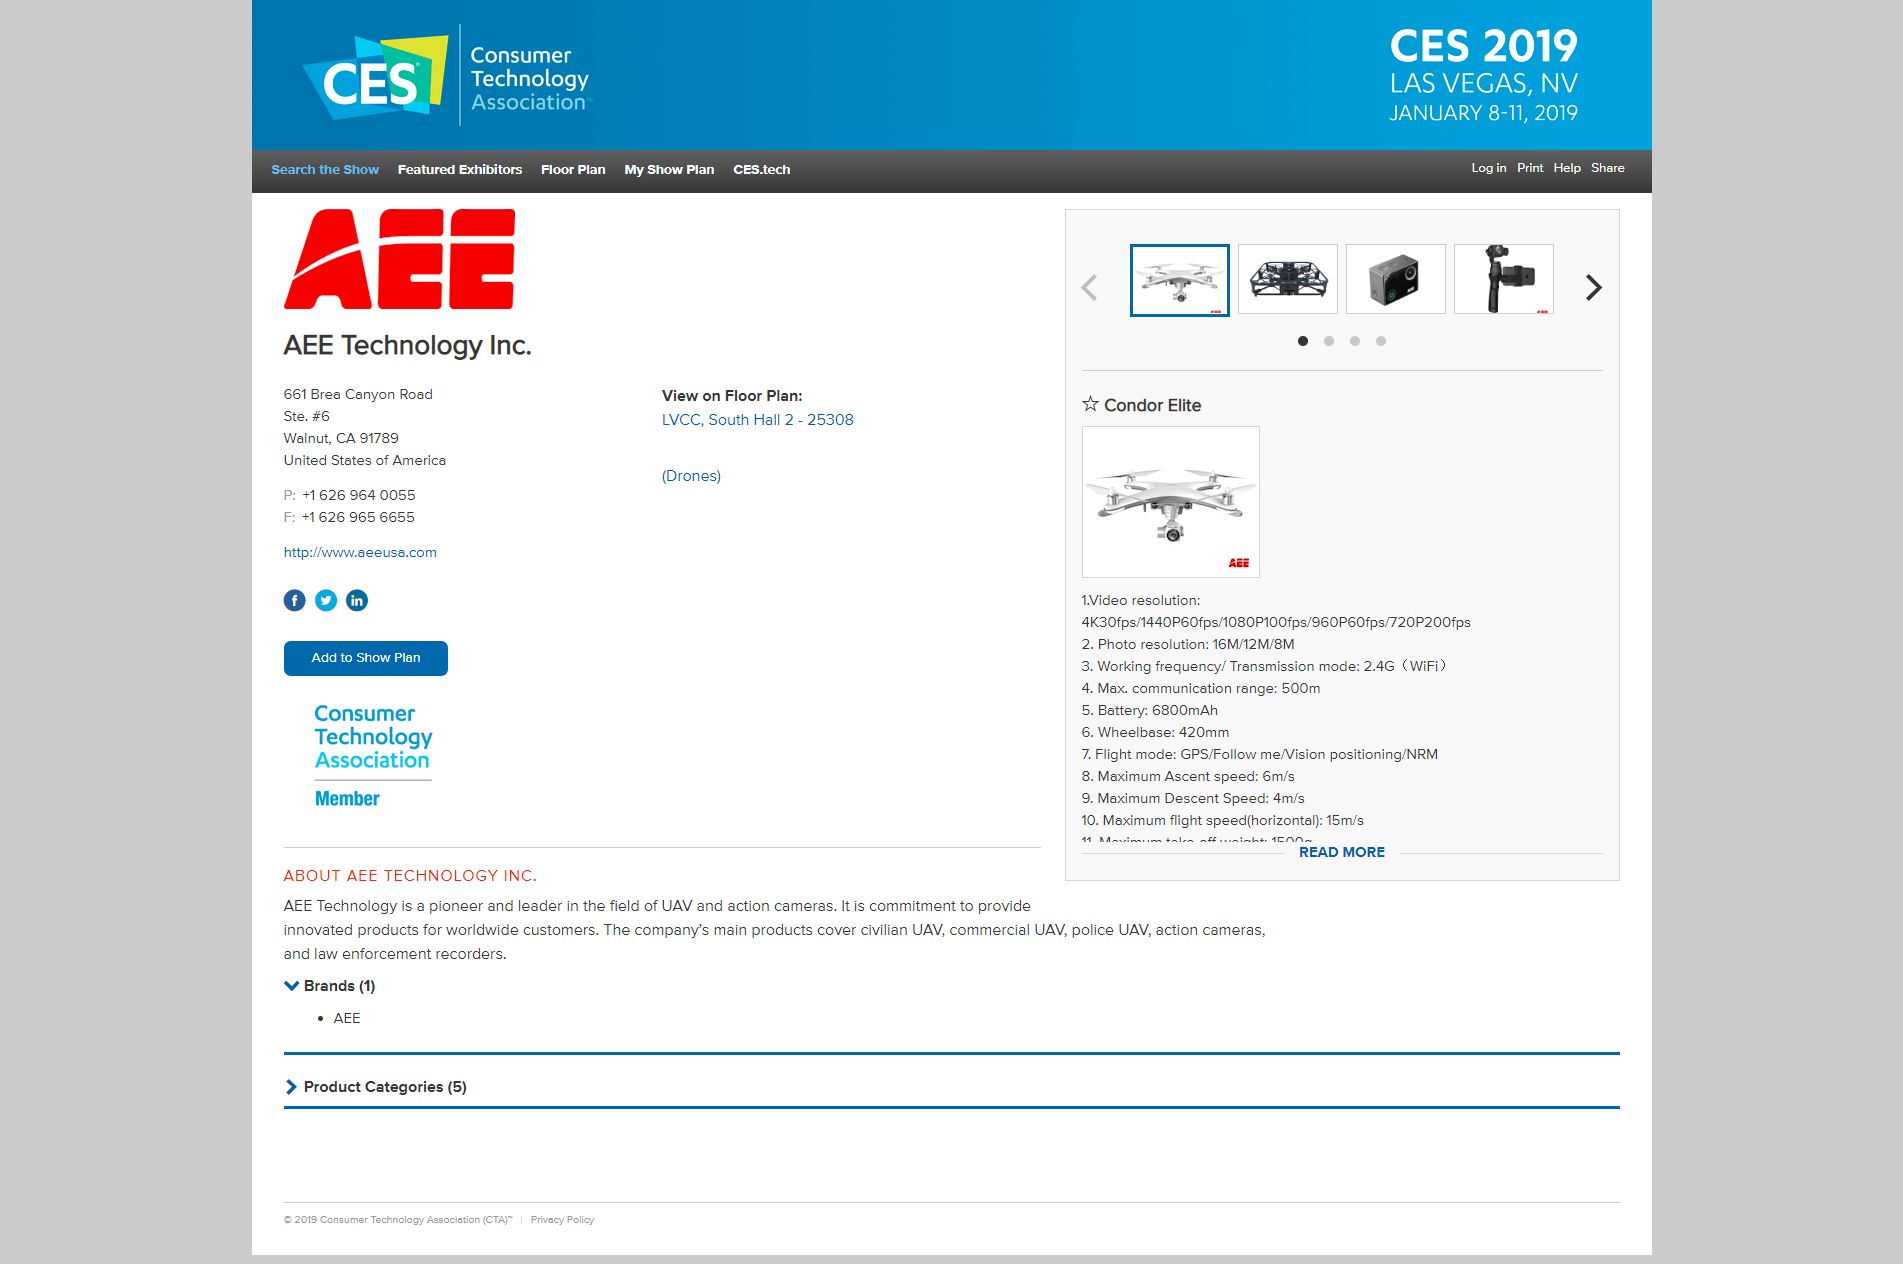 CES
Consumer
Technology
Association™
CES 2019
LAS VEGAS, NV
JANUARY 8-11, 2019
Search the Show
Featured Exhibitors
Floor Plan
My Show Plan
CES.tech
Log in
Print
Help
Share
AEE
AEE Technology Inc.
661 Brea Canyon Road
Ste. #6
Walnut, CA 91789
United States of America
P: +1 626 964 0055
F: +1 626 965 6655
http://www.aeeusa.com
Add to Show Plan
Consumer
Technology
Association
Member
View on Floor Plan:
LVCC, South Hall 2 - 25308
(Drones)
☆ Condor Elite
AEE
1.Video resolution:
4K30fps/1440P60fps/1080P100fps/960P60fps/720P200fps
2. Photo resolution: 16M/12M/8M
3. Working frequency/ Transmission mode: 2.4G（WiFi）
4. Max. communication range: 500m
5. Battery: 6800mAh
6. Wheelbase: 420mm
7. Flight mode: GPS/Follow me/Vision positioning/NRM
8. Maximum Ascent speed: 6m/s
9. Maximum Descent Speed: 4m/s
10. Maximum flight speed(horizontal): 15m/s
11. Maximum take-off weight: 1500g
READ MORE
ABOUT AEE TECHNOLOGY INC.
AEE Technology is a pioneer and leader in the field of UAV and action cameras. It is commitment to provide
innovated products for worldwide customers. The company's main products cover civilian UAV, commercial UAV, police UAV, action cameras,
and law enforcement recorders.
Brands (1)
• AEE
Product Categories (5)
© 2019 Consumer Technology Association (CTA)™ | Privacy Policy